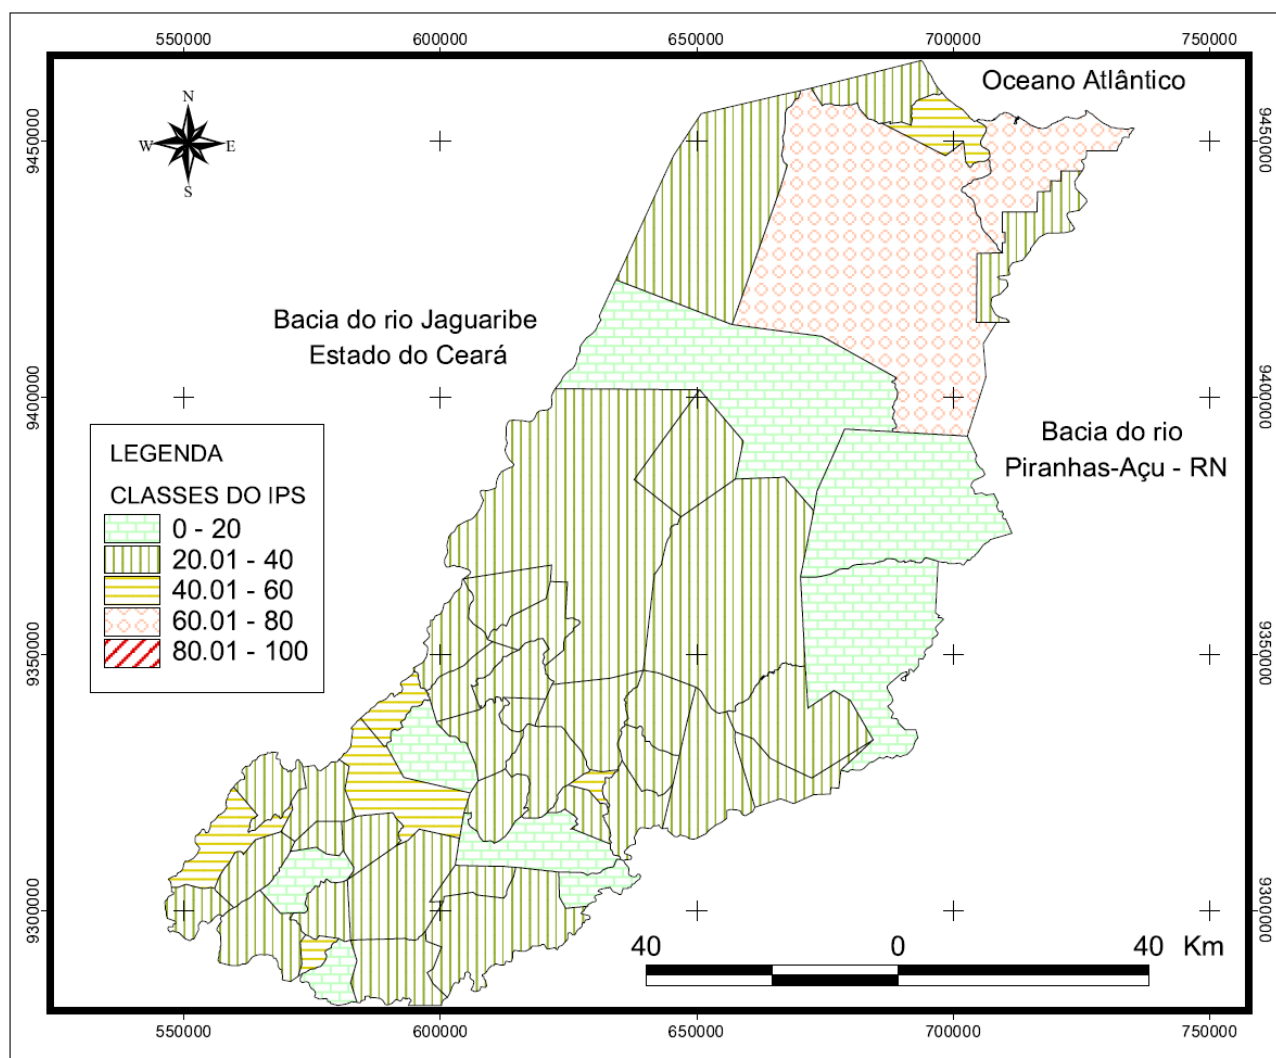 550000 600000 650000 700000 750000
Oceano Atlântico
N
W E
S
9450000 9450000
Bacia do rio Jaguaribe
Estado do Ceará
9400000 9400000
Bacia do rio
Piranhas-Açu - RN
LEGENDA
CLASSES DO IPS
0 - 20
20.01 - 40
40.01 - 60
60.01 - 80
80.01 - 100
9350000 9350000
9300000 9300000
40 0 40 Km
550000 600000 650000 700000 750000